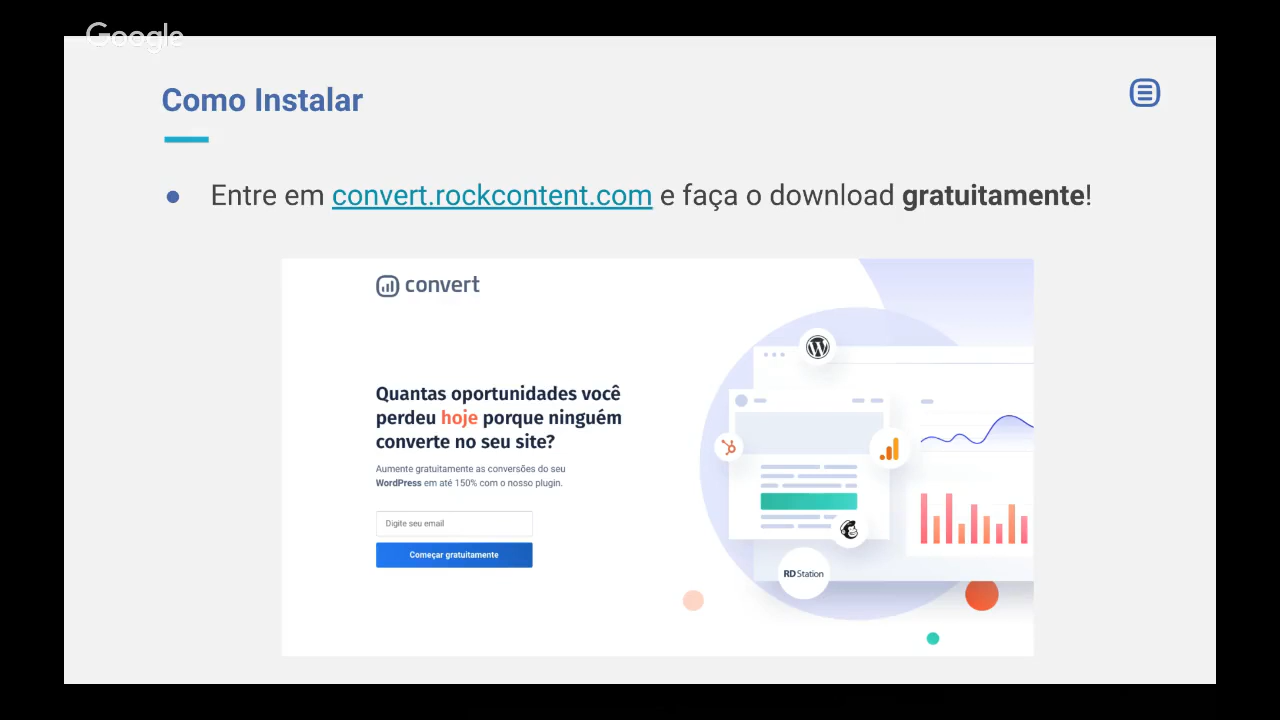 Google
Como Instalar
Entre em convert.rockcontent.com e faça o download gratuitamente!
convert
Quantas oportunidades você
perdeu hoje porque ninguém
converte no seu site?
Aumente gratuitamente as conversões do seu
WordPress em até 150% com o nosso plugin.
Digite seu email
Começar gratuitamente
RD Station